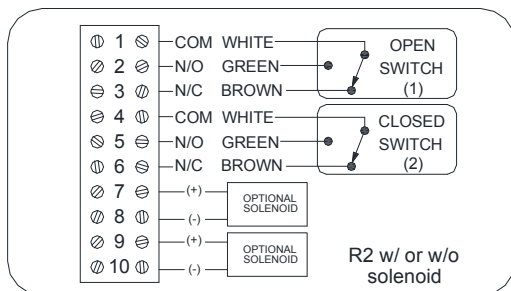 1 COM WHITE OPEN
2 N/O GREEN SWITCH
3 N/C BROWN (1)
4 COM WHITE CLOSED
5 N/O GREEN SWITCH
6 N/C BROWN (2)
7 (+) OPTIONAL
8 (-) SOLENOID
9 (+) OPTIONAL
SOLENOID
10 (-)
R2 w/ or w/o
solenoid